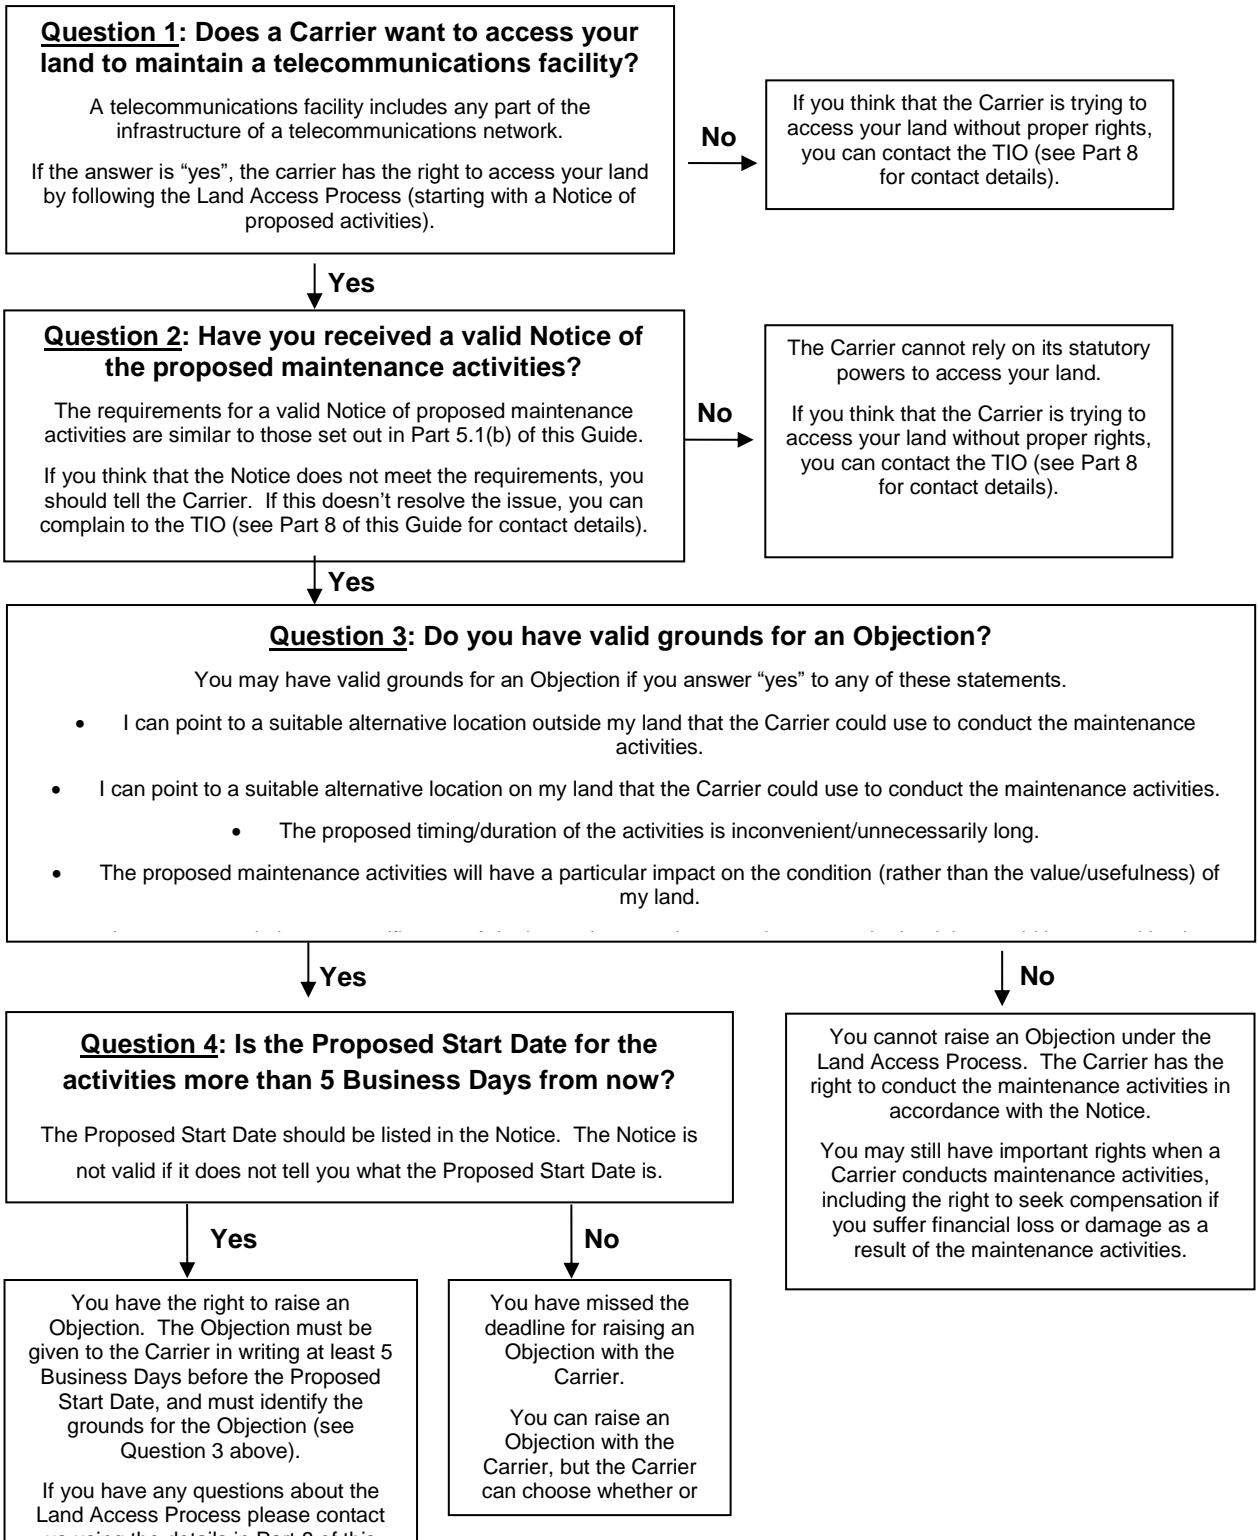 Question 1: Does a Carrier want to access your
land to maintain a telecommunications facility?
A telecommunications facility includes any part of the
infrastructure of a telecommunications network.
If the answer is “yes”, the carrier has the right to access your land
by following the Land Access Process (starting with a Notice of
proposed activities).
No
If you think that the Carrier is trying to
access your land without proper rights,
you can contact the TIO (see Part 8
for contact details).
Yes
Question 2: Have you received a valid Notice of
the proposed maintenance activities?
The requirements for a valid Notice of proposed maintenance
activities are similar to those set out in Part 5.1(b) of this Guide.
If you think that the Notice does not meet the requirements, you
should tell the Carrier.  If this doesn’t resolve the issue, you can
complain to the TIO (see Part 8 of this Guide for contact details).
No
The Carrier cannot rely on its statutory
powers to access your land.
If you think that the Carrier is trying to
access your land without proper rights,
you can contact the TIO (see Part 8
for contact details).
Yes
Question 3: Do you have valid grounds for an Objection?
You may have valid grounds for an Objection if you answer “yes” to any of these statements.
• I can point to a suitable alternative location outside my land that the Carrier could use to conduct the maintenance
activities.
• I can point to a suitable alternative location on my land that the Carrier could use to conduct the maintenance activities.
• The proposed timing/duration of the activities is inconvenient/unnecessarily long.
• The proposed maintenance activities will have a particular impact on the condition (rather than the value/usefulness) of
my land.
Yes
No
Question 4: Is the Proposed Start Date for the
activities more than 5 Business Days from now?
The Proposed Start Date should be listed in the Notice.  The Notice is
not valid if it does not tell you what the Proposed Start Date is.
You cannot raise an Objection under the
Land Access Process.  The Carrier has the
right to conduct the maintenance activities in
accordance with the Notice.
You may still have important rights when a
Carrier conducts maintenance activities,
including the right to seek compensation if
you suffer financial loss or damage as a
result of the maintenance activities.
Yes
No
You have the right to raise an
Objection.  The Objection must be
given to the Carrier in writing at least 5
Business Days before the Proposed
Start Date, and must identify the
grounds for the Objection (see
Question 3 above).
If you have any questions about the
Land Access Process please contact
us using the details in Part 8 of this
You have missed the
deadline for raising an
Objection with the
Carrier.
You can raise an
Objection with the
Carrier, but the Carrier
can choose whether or